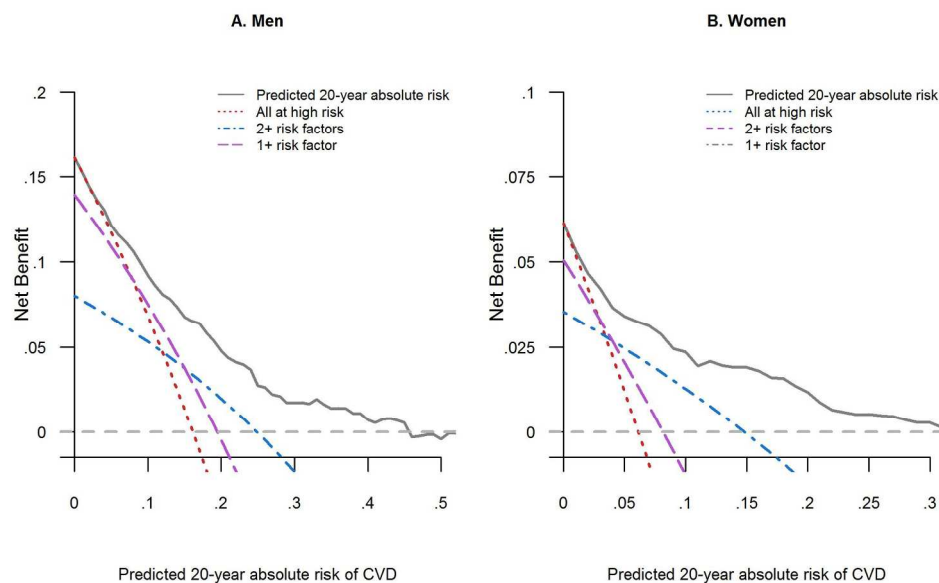 A. Men
Predicted 20-year absolute risk
All at high risk
2+ risk factors
1+ risk factor
.2
.15
.1
.05
0
Net Benefit
0 .1 .2 .3 .4 .5
Predicted 20-year absolute risk of CVD
B. Women
Predicted 20-year absolute risk
All at high risk
2+ risk factors
1+ risk factor
.1
.075
.05
.025
0
Net Benefit
0 .05 .1 .15 .2 .25 .3
Predicted 20-year absolute risk of CVD